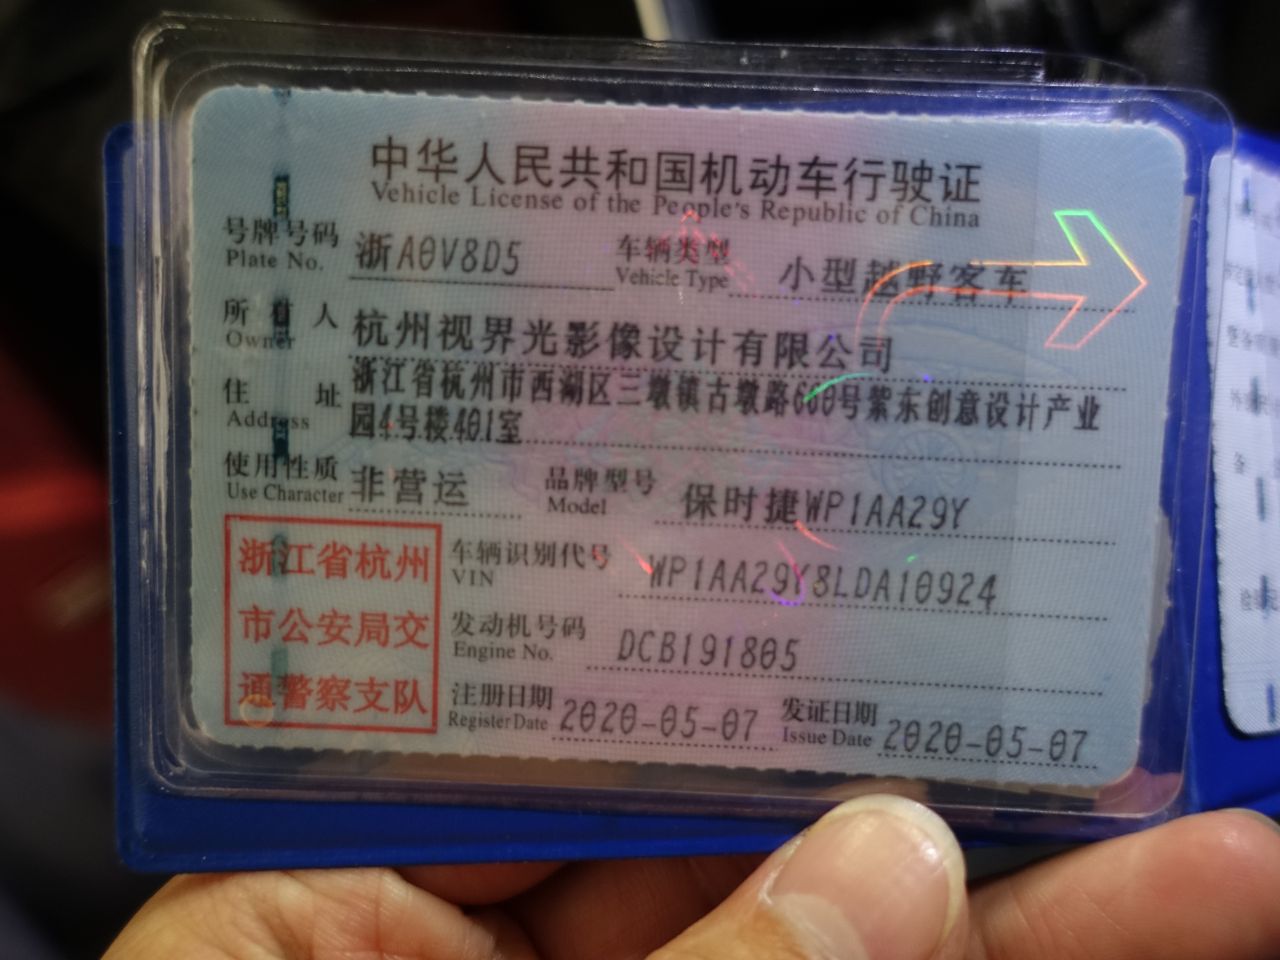 中华人民共和国机动车行驶证
Vehicle License of the People's Republic of China
号牌号码 浙A0V8D5 车辆类型 小型越野客车
Plate No. Vehicle Type
所有人 杭州视界光影像设计有限公司
Owner
住址 浙江省杭州市西湖区三墩镇古墩路660号紫东创意设计产业
Address 园4号楼401室
使用性质 非营运 品牌型号 保时捷WP1AA29Y
Use Character Model
浙江省杭州
市公安局交
通警察支队
车辆识别代号 WP1AA29Y8LDA10924
VIN
发动机号码 DCB191805
Engine No.
注册日期 2020-05-07 发证日期 2020-05-07
Register Date Issue Date